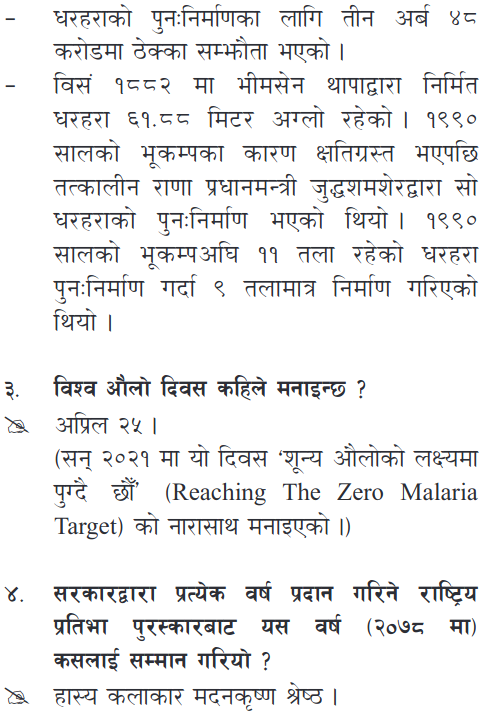 – धरहराको पुनःनिर्माणका लागि तीन अर्ब ४८
करोडमा ठेक्का सम्झौता भएको ।
– विसं १८८२ मा भीमसेन थापाद्वारा निर्मित
धरहरा ६१.८८ मिटर अग्लो रहेको । १९९०
सालको भूकम्पका कारण क्षतिग्रस्त भएपछि
तत्कालीन राणा प्रधानमन्त्री जुद्धशमशेरद्वारा सो
धरहराको पुनःनिर्माण भएको थियो । १९९०
सालको भूकम्पअघि ११ तला रहेको धरहरा
पुनःनिर्माण गर्दा ९ तलामात्र निर्माण गरिएको
थियो ।
३. विश्व औलो दिवस कहिले मनाइन्छ ?
अप्रिल २५ ।
(सन् २०२१ मा यो दिवस ‘शून्य औलोको लक्ष्यमा
पुग्दै छौँ’ (Reaching The Zero Malaria
Target) को नारासाथ मनाइएको ।)
४. सरकारद्वारा प्रत्येक वर्ष प्रदान गरिने राष्ट्रिय
प्रतिभा पुरस्कारबाट यस वर्ष (२०७८ मा)
कसलाई सम्मान गरियो ?
हास्य कलाकार मदनकृष्ण श्रेष्ठ ।